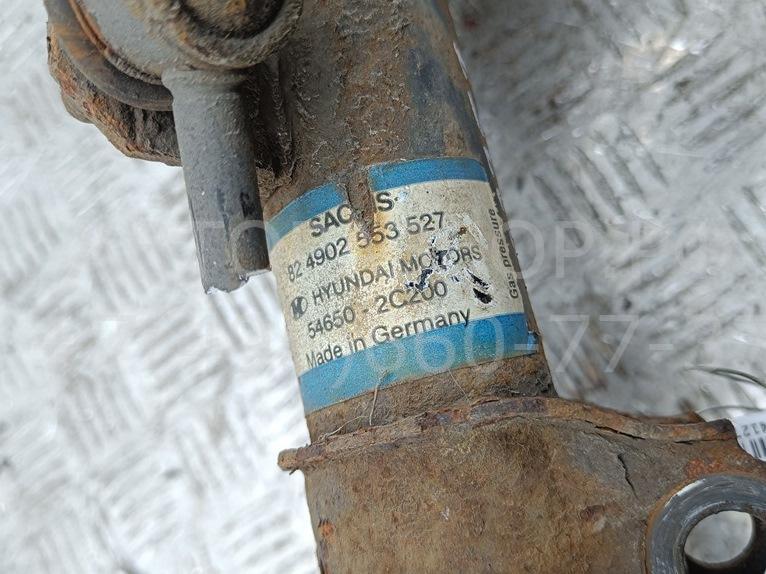 SACHS
82 4902 553 527
HYUNDAI MOTORS
54650 - 2C200
Made in Germany
Gas pressure